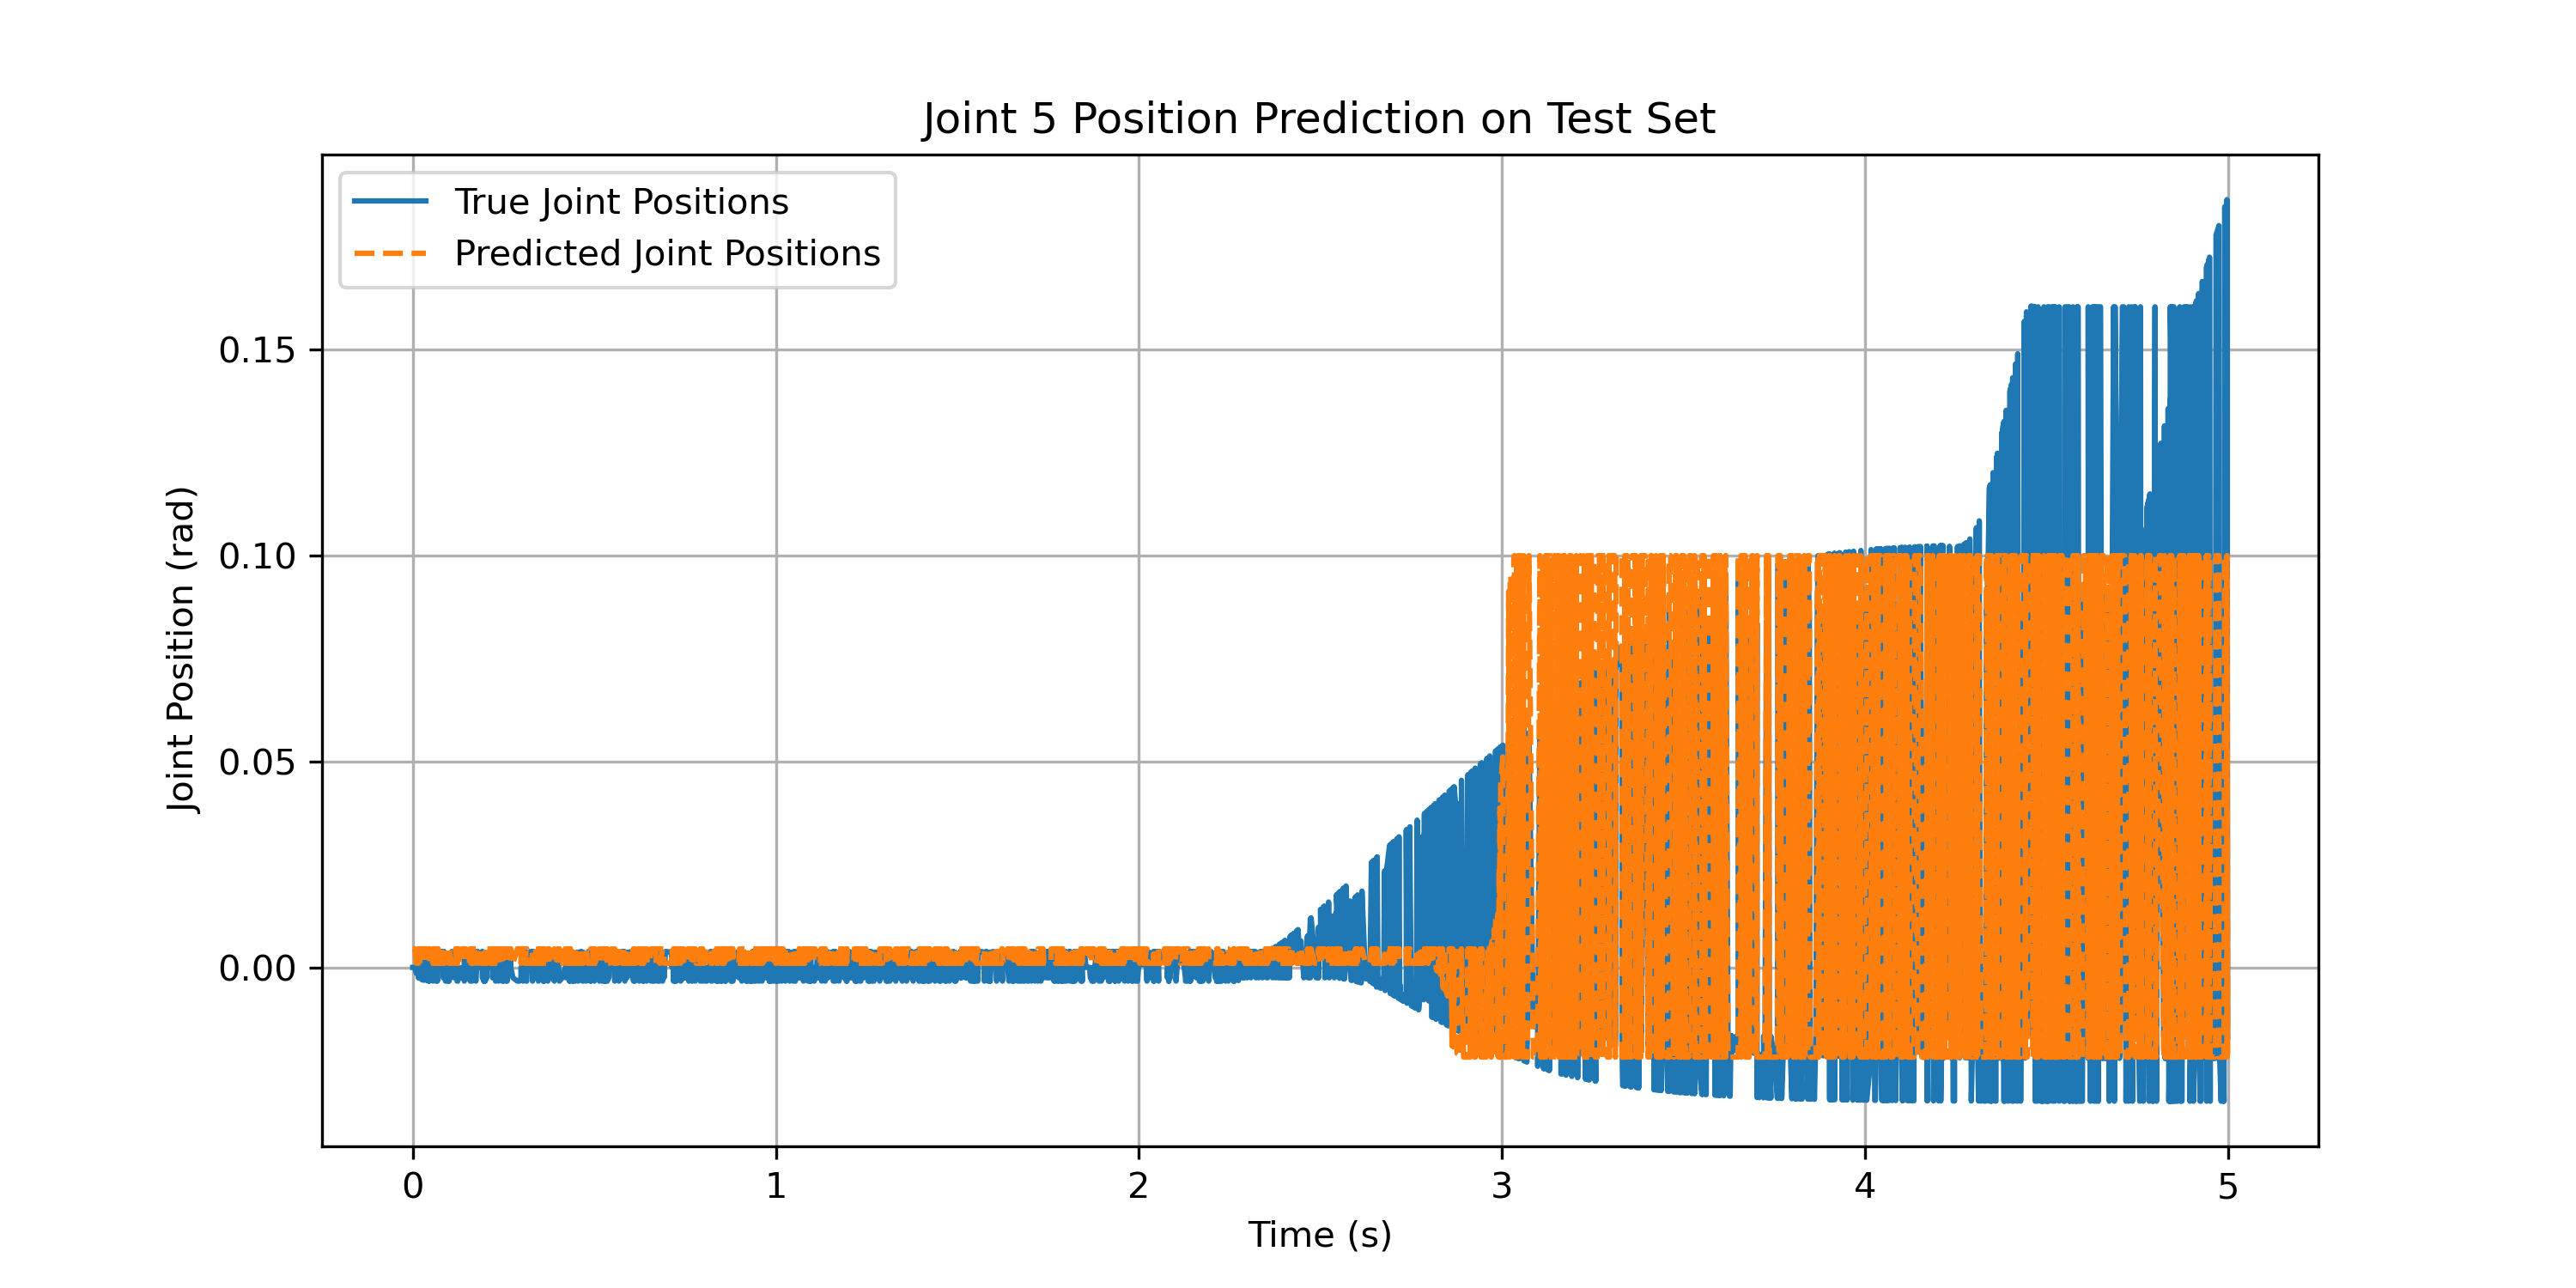 Joint 5 Position Prediction on Test Set
True Joint Positions
Predicted Joint Positions
Joint Position (rad)
0.15
0.10
0.05
0.00
0 1 2 3 4 5
Time (s)